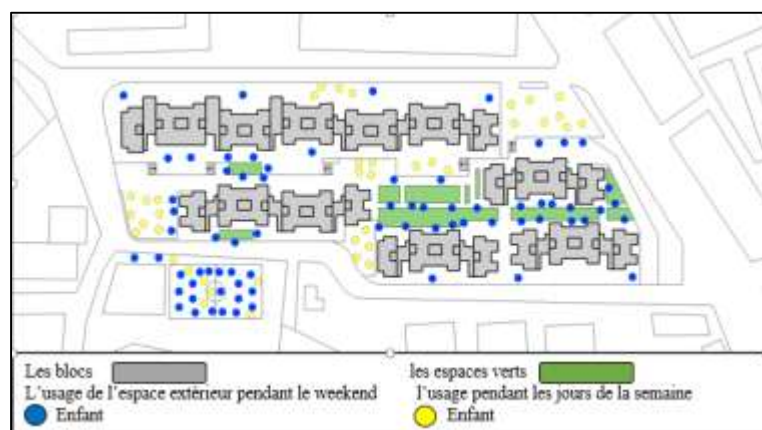 Les blocs les espaces verts
L'usage de l'espace extérieur pendant le weekend l'usage pendant les jours de la semaine
Enfant Enfant